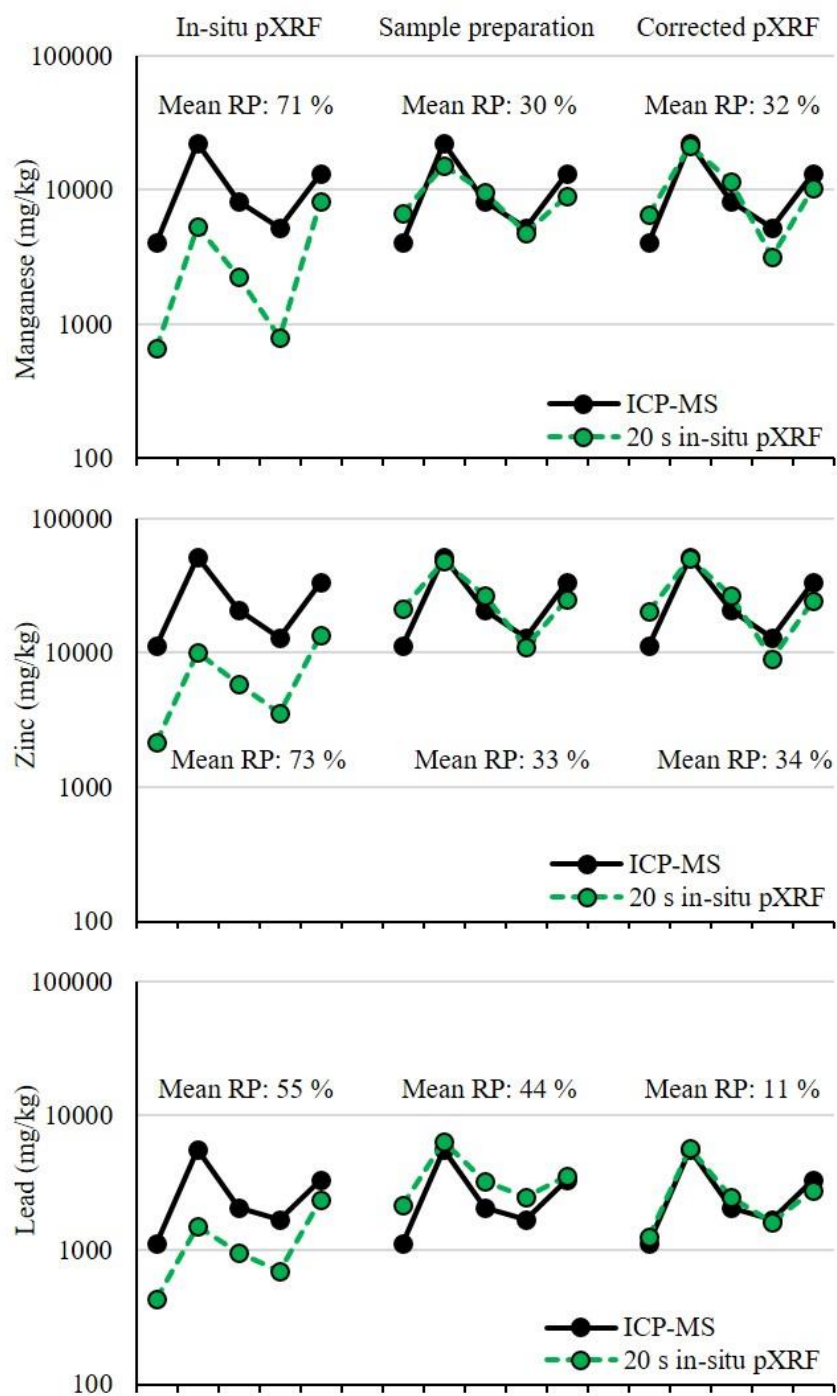 In-situ pXRF Sample preparation Corrected pXRF
100000
Mean RP: 71 % Mean RP: 30 % Mean RP: 32 %
10000
Manganese (mg/kg)
1000
ICP-MS
20 s in-situ pXRF
100
100000
10000
Zinc (mg/kg)
Mean RP: 73 % Mean RP: 33 % Mean RP: 34 %
1000
ICP-MS
20 s in-situ pXRF
100
100000
Mean RP: 55 % Mean RP: 44 % Mean RP: 11 %
10000
Lead (mg/kg)
1000
ICP-MS
20 s in-situ pXRF
100